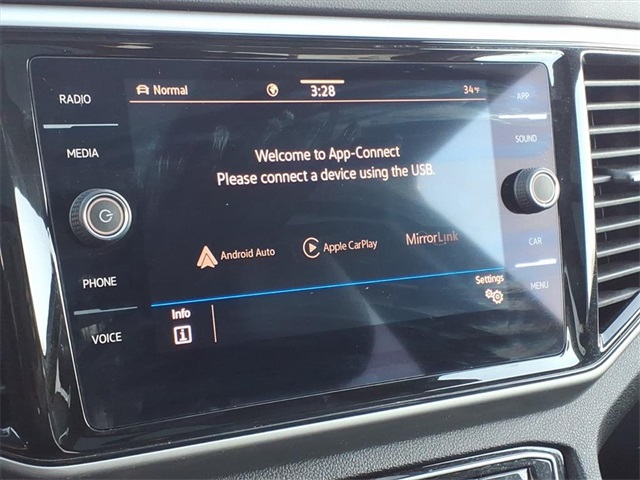 RADIO
MEDIA
PHONE
VOICE
Normal
3:28
34°F
Welcome to App-Connect
Please connect a device using the USB.
Android Auto
Apple CarPlay
MirrorLink
Settings
Info
i
APP
SOUND
CAR
MENU